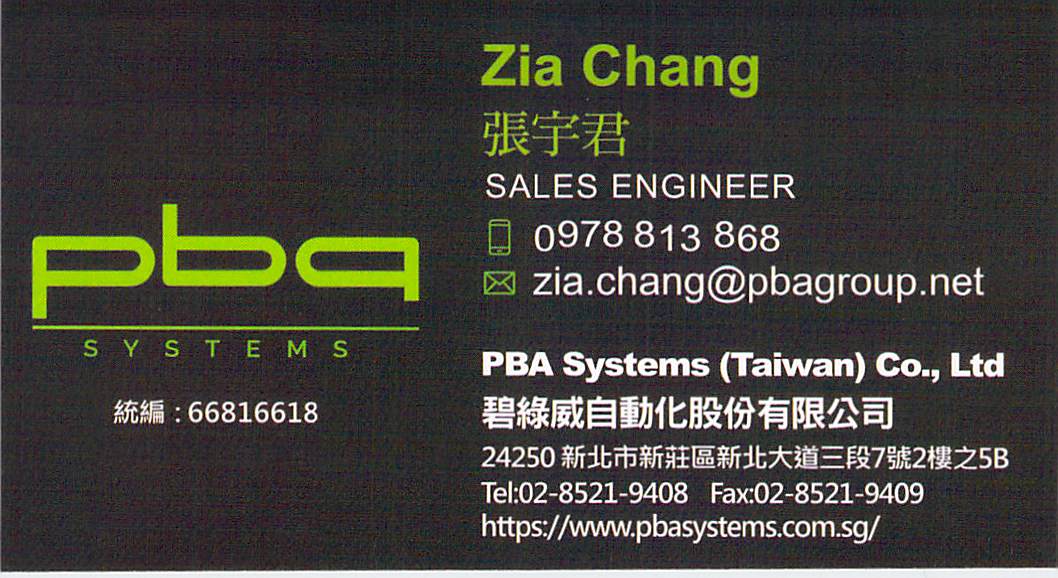 pba
SYSTEMS
統編 : 66816618
Zia Chang
張宇君
SALES ENGINEER
0978 813 868
zia.chang@pbagroup.net
PBA Systems (Taiwan) Co., Ltd
碧綠威自動化股份有限公司
24250 新北市新莊區新北大道三段7號2樓之5B
Tel:02-8521-9408 Fax:02-8521-9409
https://www.pbasystems.com.sg/